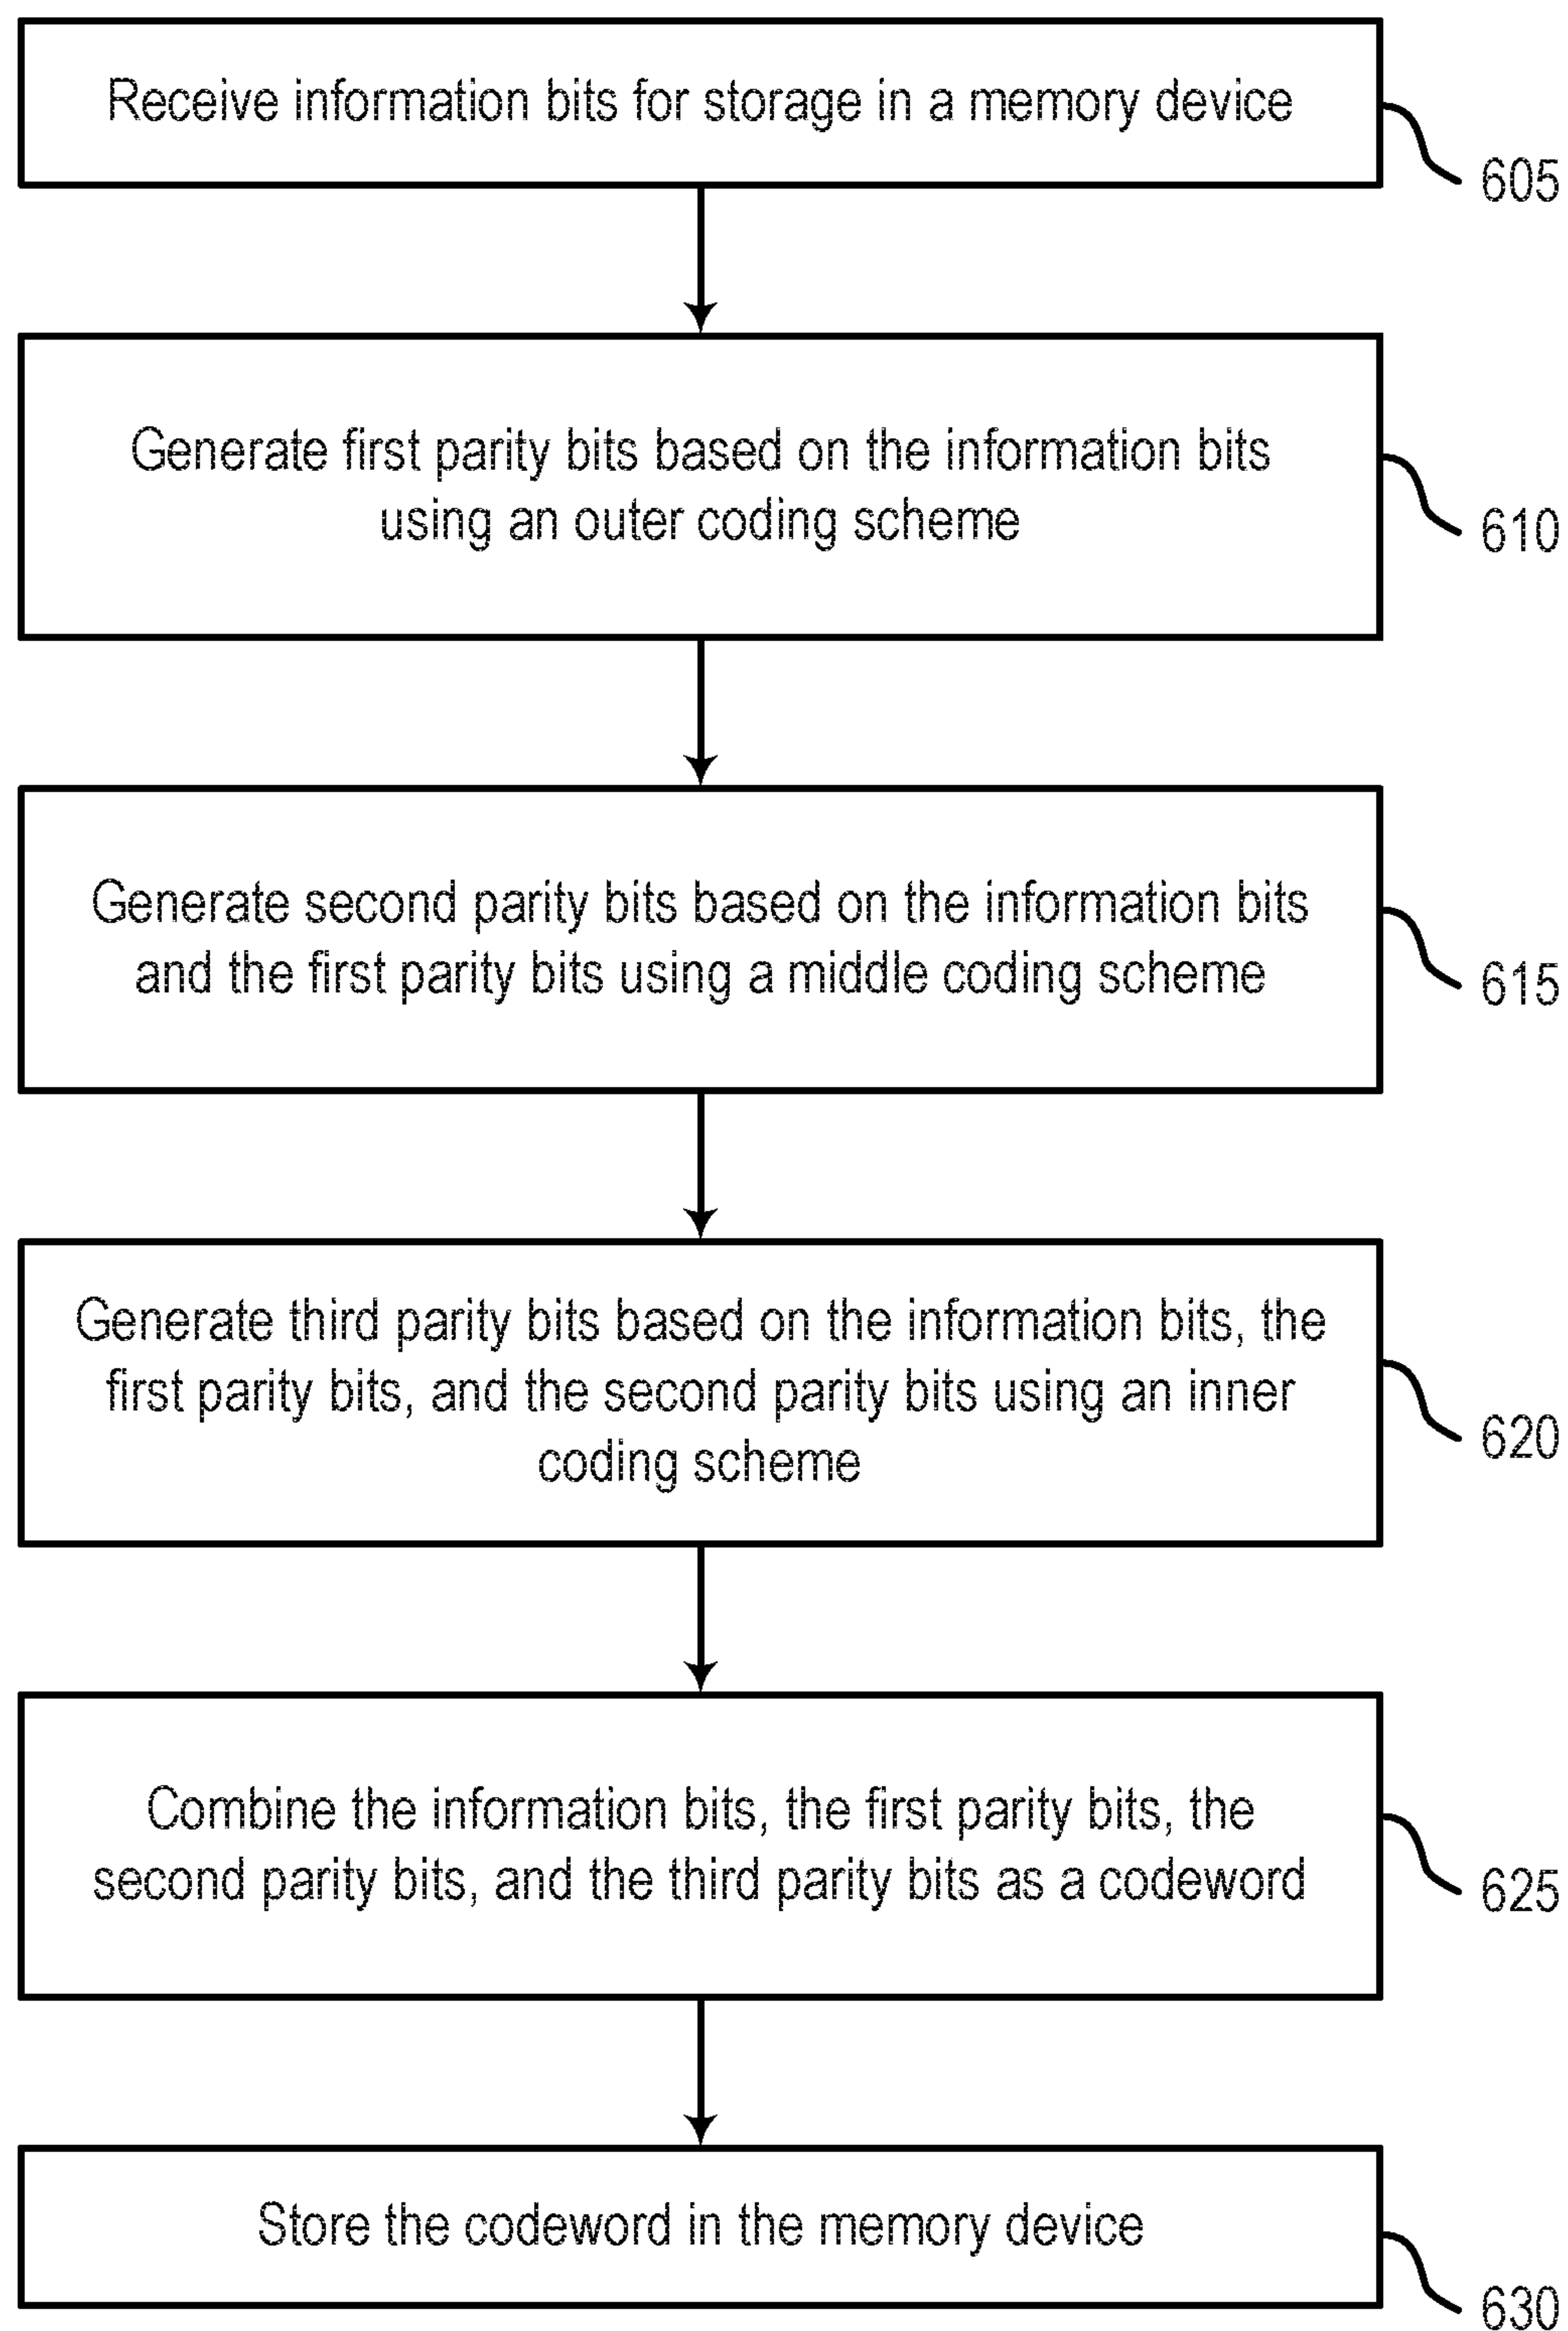 Receive information bits for storage in a memory device
605
Generate first parity bits based on the information bits
using an outer coding scheme
610
Generate second parity bits based on the information bits
and the first parity bits using a middle coding scheme
615
Generate third parity bits based on the information bits, the
first parity bits, and the second parity bits using an inner
coding scheme
620
Combine the information bits, the first parity bits, the
second parity bits, and the third parity bits as a codeword
625
Store the codeword in the memory device
630